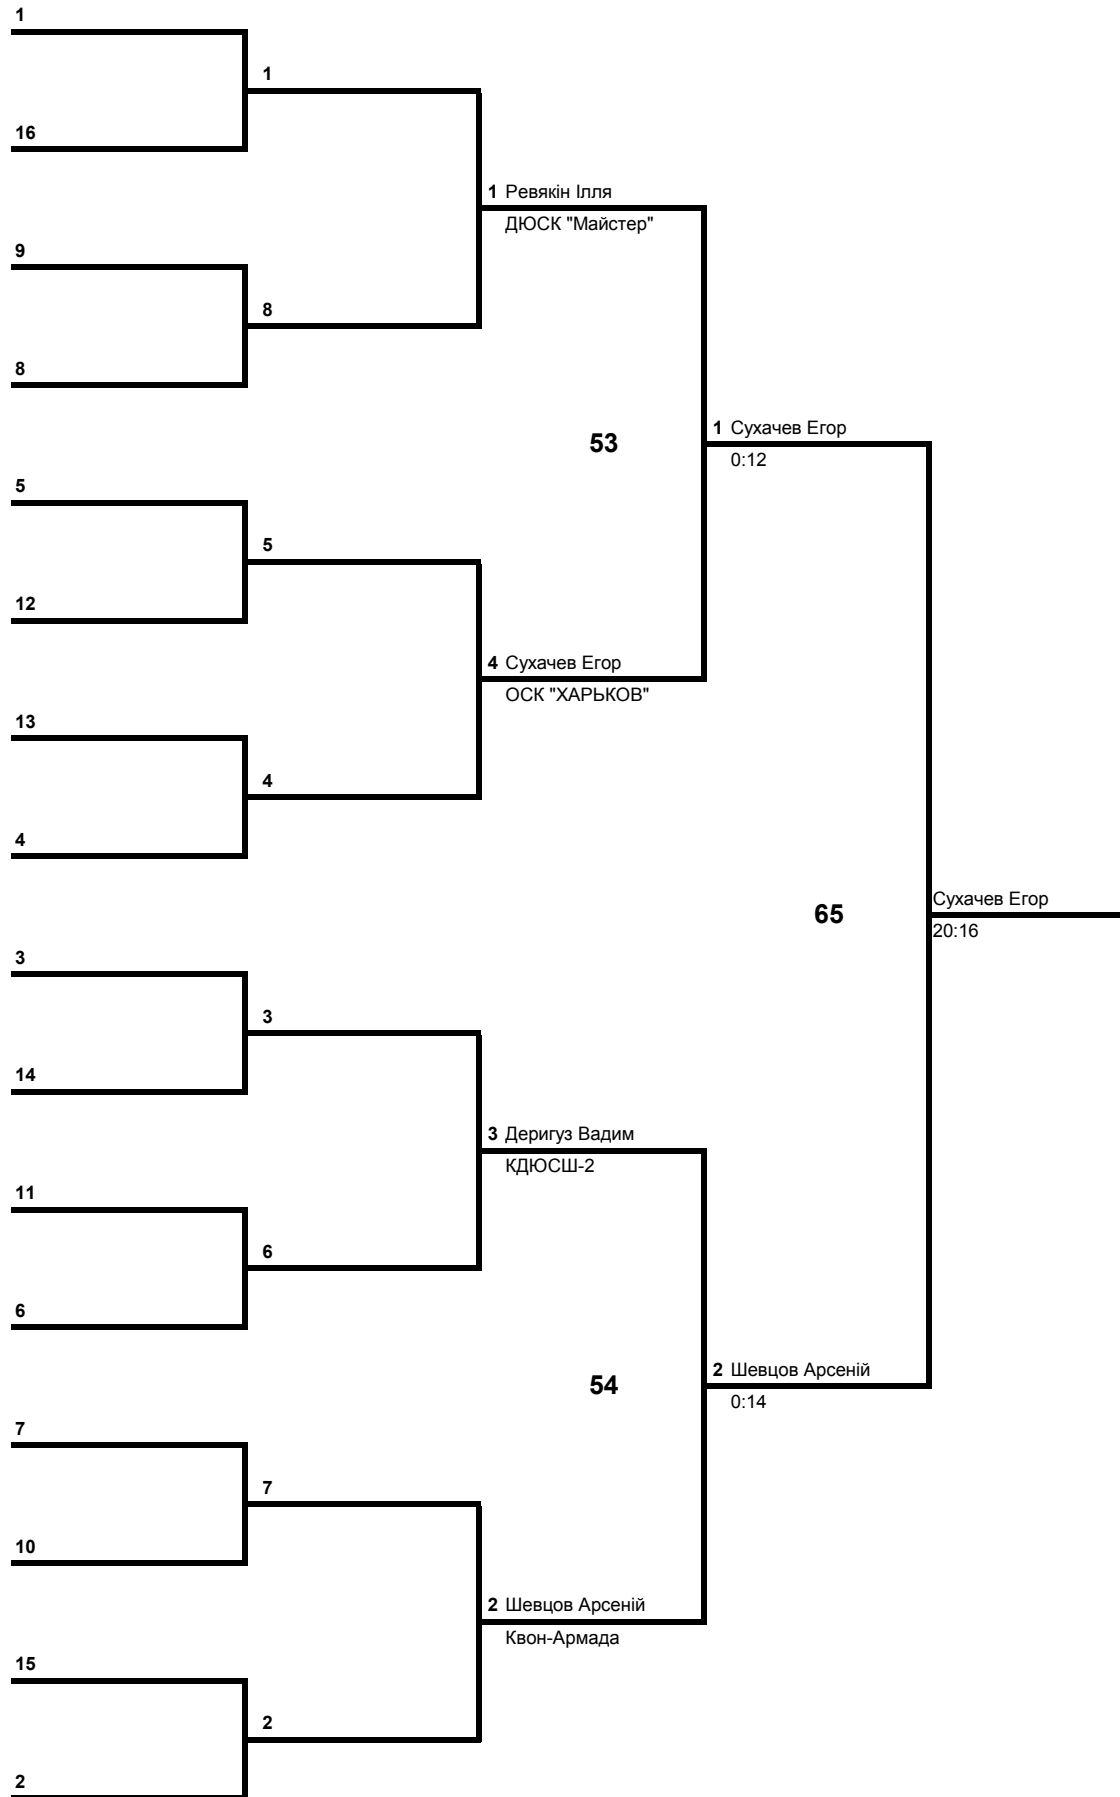 1
1
16
1 Ревякін Ілля
ДЮСК "Майстер"
9
8
8
53
1 Сухачев Егор
0:12
5
5
12
4 Сухачев Егор
ОСК "ХАРЬКОВ"
13
4
4
65
Сухачев Егор
20:16
3
3
14
3 Деригуз Вадим
КДЮСШ-2
11
6
6
54
2 Шевцов Арсеній
0:14
7
7
10
2 Шевцов Арсеній
Квон-Армада
15
2
2